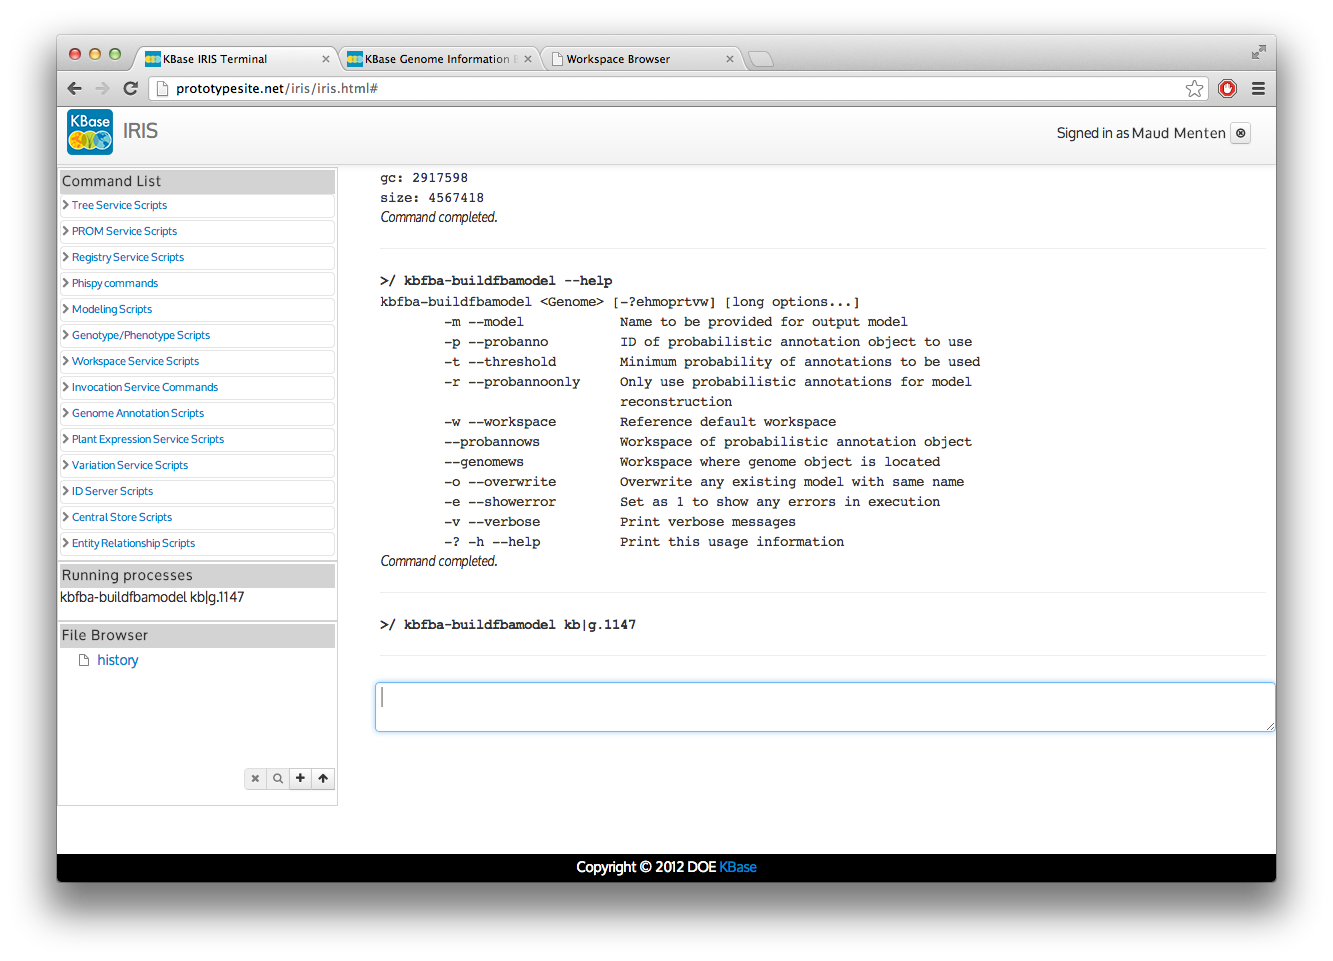 KBase IRIS Terminal
KBase Genome Information
Workspace Browser
prototypesite.net/iris/iris.html#
KBase
IRIS
Signed in as Maud Menten
Command List
Tree Service Scripts
PROM Service Scripts
Registry Service Scripts
Phispy commands
Modeling Scripts
Genotype/Phenotype Scripts
Workspace Service Scripts
Invocation Service Commands
Genome Annotation Scripts
Plant Expression Service Scripts
Variation Service Scripts
ID Server Scripts
Central Store Scripts
Entity Relationship Scripts
Running processes
kbfba-buildfbamodel kb|g.1147
File Browser
history
gc: 2917598
size: 4567418
Command completed.
>/ kbfba-buildfbamodel --help
kbfba-buildfbamodel <Genome> [-?ehmoprtvw] [long options...]
-m --model Name to be provided for output model
-p --probanno ID of probabilistic annotation object to use
-t --threshold Minimum probability of annotations to be used
-r --probannoonly Only use probabilistic annotations for model
reconstruction
-w --workspace Reference default workspace
--probannows Workspace of probabilistic annotation object
--genomews Workspace where genome object is located
-o --overwrite Overwrite any existing model with same name
-e --showerror Set as 1 to show any errors in execution
-v --verbose Print verbose messages
-? -h --help Print this usage information
Command completed.
>/ kbfba-buildfbamodel kb|g.1147
Copyright © 2012 DOE KBase